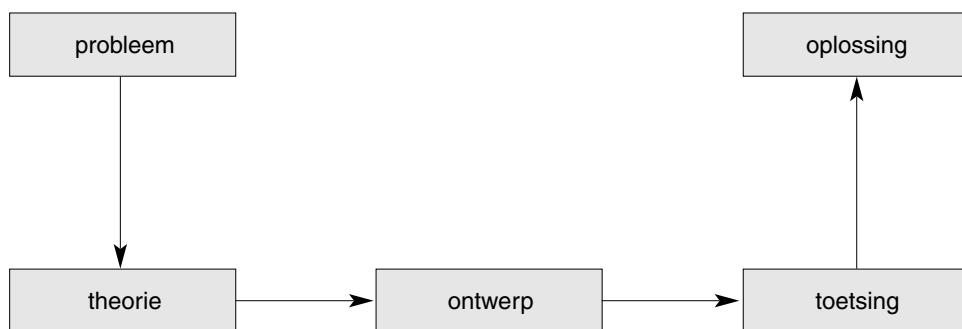 probleem
oplossing
theorie
ontwerp
toetsing